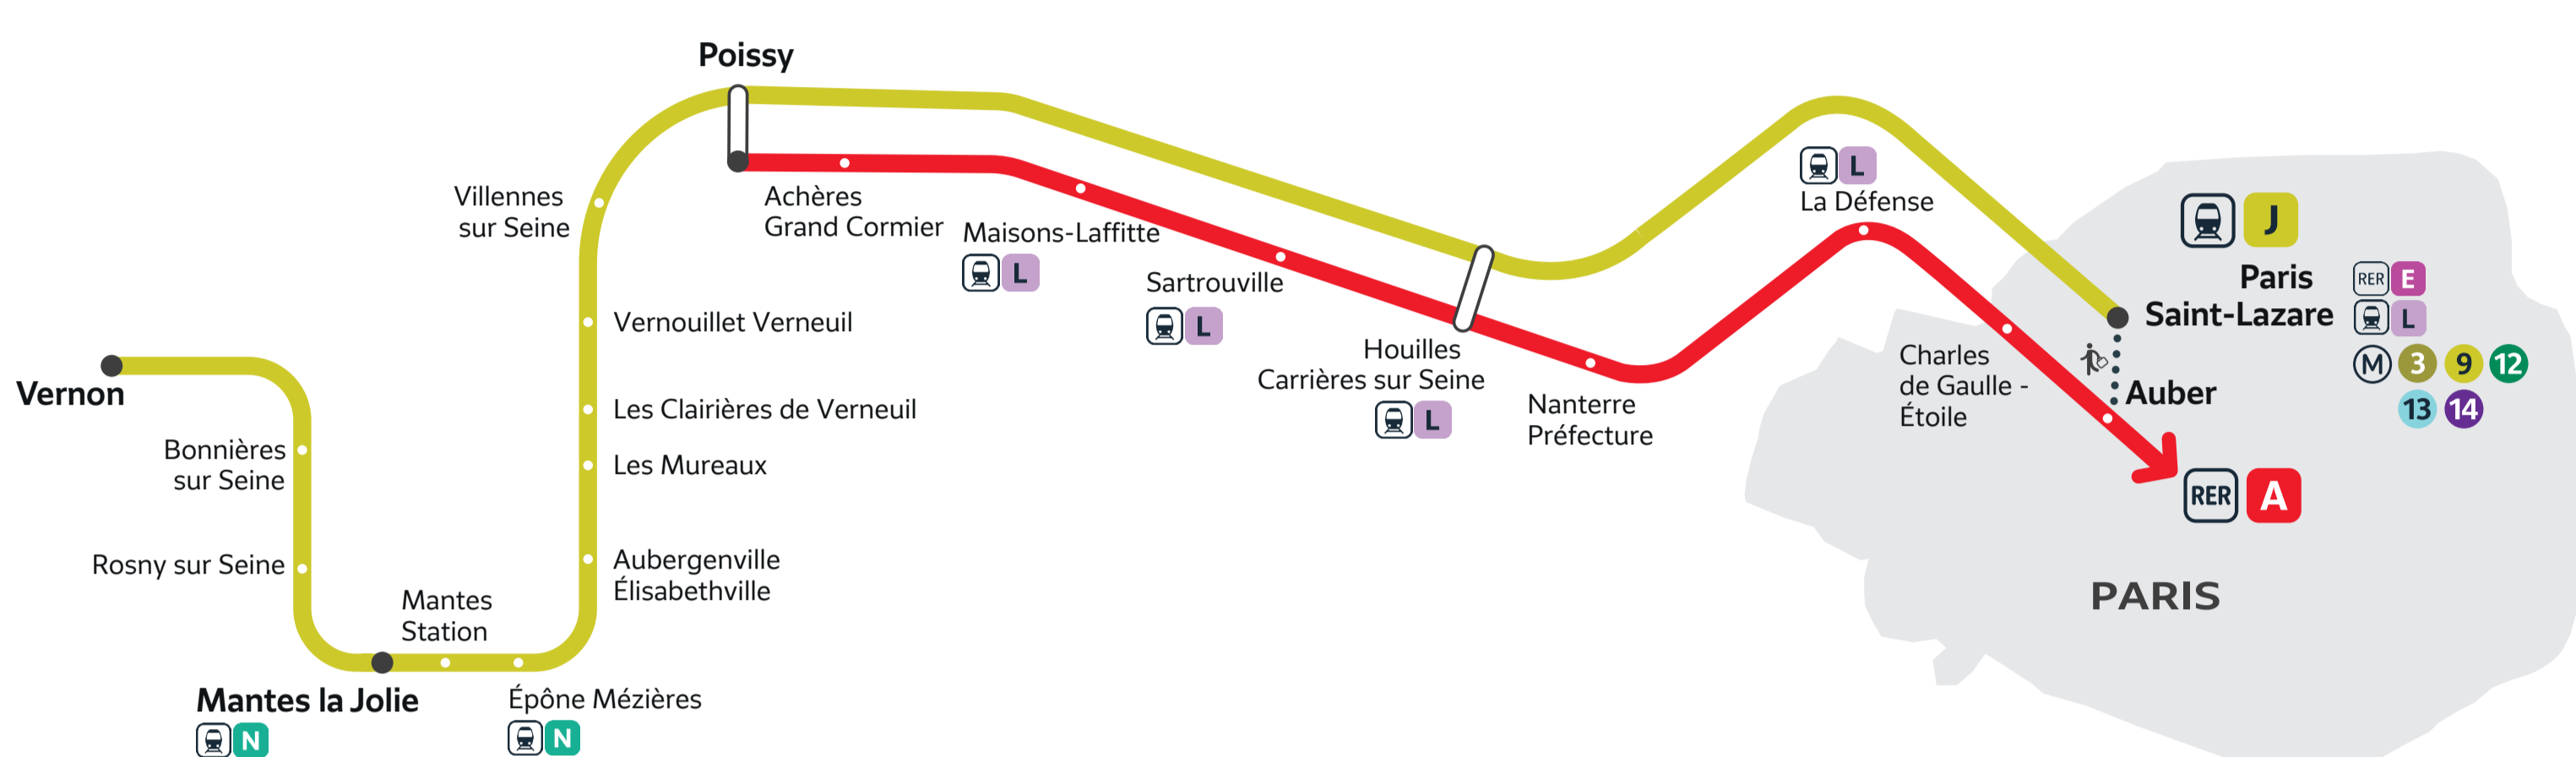 Poissy
Villennes
sur Seine
Achères
Grand Cormier
Maisons-Laffitte
L
Sartrouville
L
Houilles
Carrières sur Seine
L
Nanterre
Préfecture
L
La Défense
Charles
de Gaulle -
Étoile
J
Paris
Saint-Lazare
RER E
L
M 3 9 12
13 14
Auber
RER A
PARIS
Vernon
Bonnières
sur Seine
Rosny sur Seine
Mantes la Jolie
N
Mantes
Station
Épône Mézières
N
Vernouillet Verneuil
Les Clairières de Verneuil
Les Mureaux
Aubergenville
Élisabethville